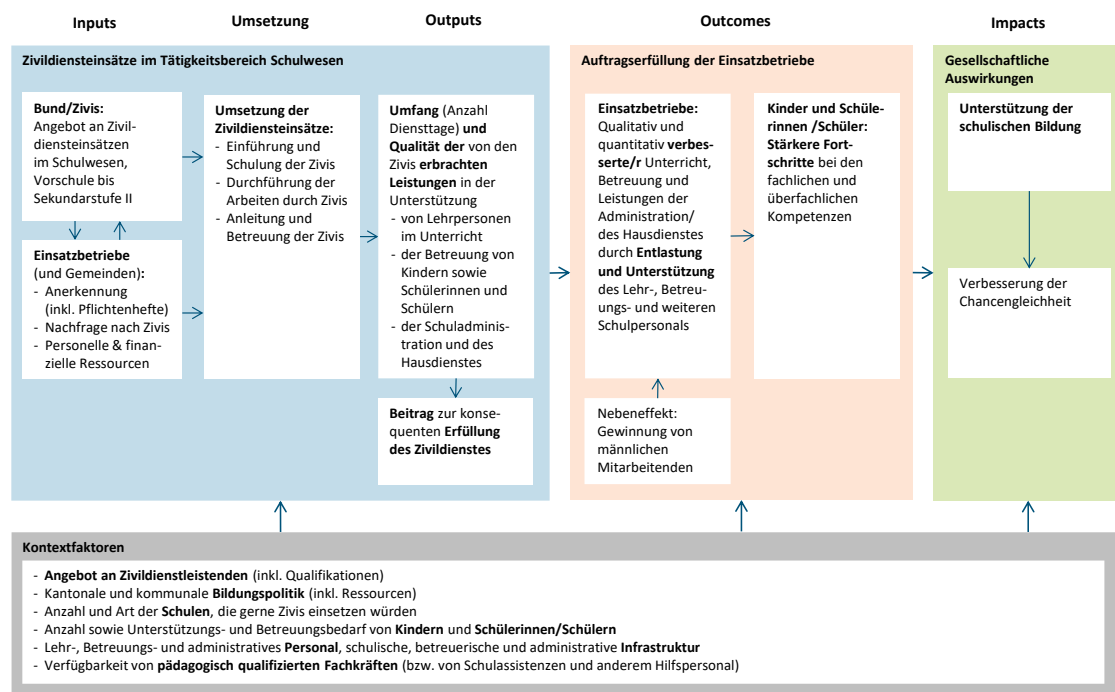 Inputs
Umsetzung
Outputs
Outcomes
Impacts
Zivildiensteinsätze im Tätigkeitsbereich Schulwesen
Bund/Zivis:
Angebot an Zivil-
diensteinsätzen
im Schulwesen,
Vorschule bis
Sekundarstufe II
Einsatzbetriebe
(und Gemeinden):
- Anerkennung
(inkl. Pflichtenhefte)
- Nachfrage nach Zivis
- Personelle & finan-
zielle Ressourcen
Umsetzung der
Zivildiensteinsätze:
- Einführung und
Schulung der Zivis
- Durchführung der
Arbeiten durch Zivis
- Anleitung und
Betreuung der Zivis
Umfang (Anzahl
Diensttage) und
Qualität der von den
Zivis erbrachten
Leistungen in der
Unterstützung
- von Lehrpersonen
im Unterricht
- der Betreuung von
Kindern sowie
Schülerinnen und
Schülern
- der Schuladminis-
tration und des
Hausdienstes
Beitrag zur konse-
quenten Erfüllung
des Zivildienstes
Auftragserfüllung der Einsatzbetriebe
Einsatzbetriebe:
Qualitativ und
quantitativ verbes-
serte/r Unterricht,
Betreuung und
Leistungen der
Administration/
des Hausdienstes
durch Entlastung
und Unterstützung
des Lehr-, Betreu-
ungs- und weiteren
Schulpersonals
Nebeneffekt:
Gewinnung von
männlichen
Mitarbeitenden
Kinder und Schüle-
rinnen /Schüler:
Stärkere Fort-
schritte bei den
fachlichen und
überfachlichen
Kompetenzen
Gesellschaftliche
Auswirkungen
Unterstützung der
schulischen Bildung
Verbesserung der
Chancengleichheit
Kontextfaktoren
- Angebot an Zivildienstleistenden (inkl. Qualifikationen)
- Kantonale und kommunale Bildungspolitik (inkl. Ressourcen)
- Anzahl und Art der Schulen, die gerne Zivis einsetzen würden
- Anzahl sowie Unterstützungs- und Betreuungsbedarf von Kindern und Schülerinnen/Schülern
- Lehr-, Betreuungs- und administratives Personal, schulische, betreuerische und administrative Infrastruktur
- Verfügbarkeit von pädagogisch qualifizierten Fachkräften (bzw. von Schulassistenzen und anderem Hilfspersonal)